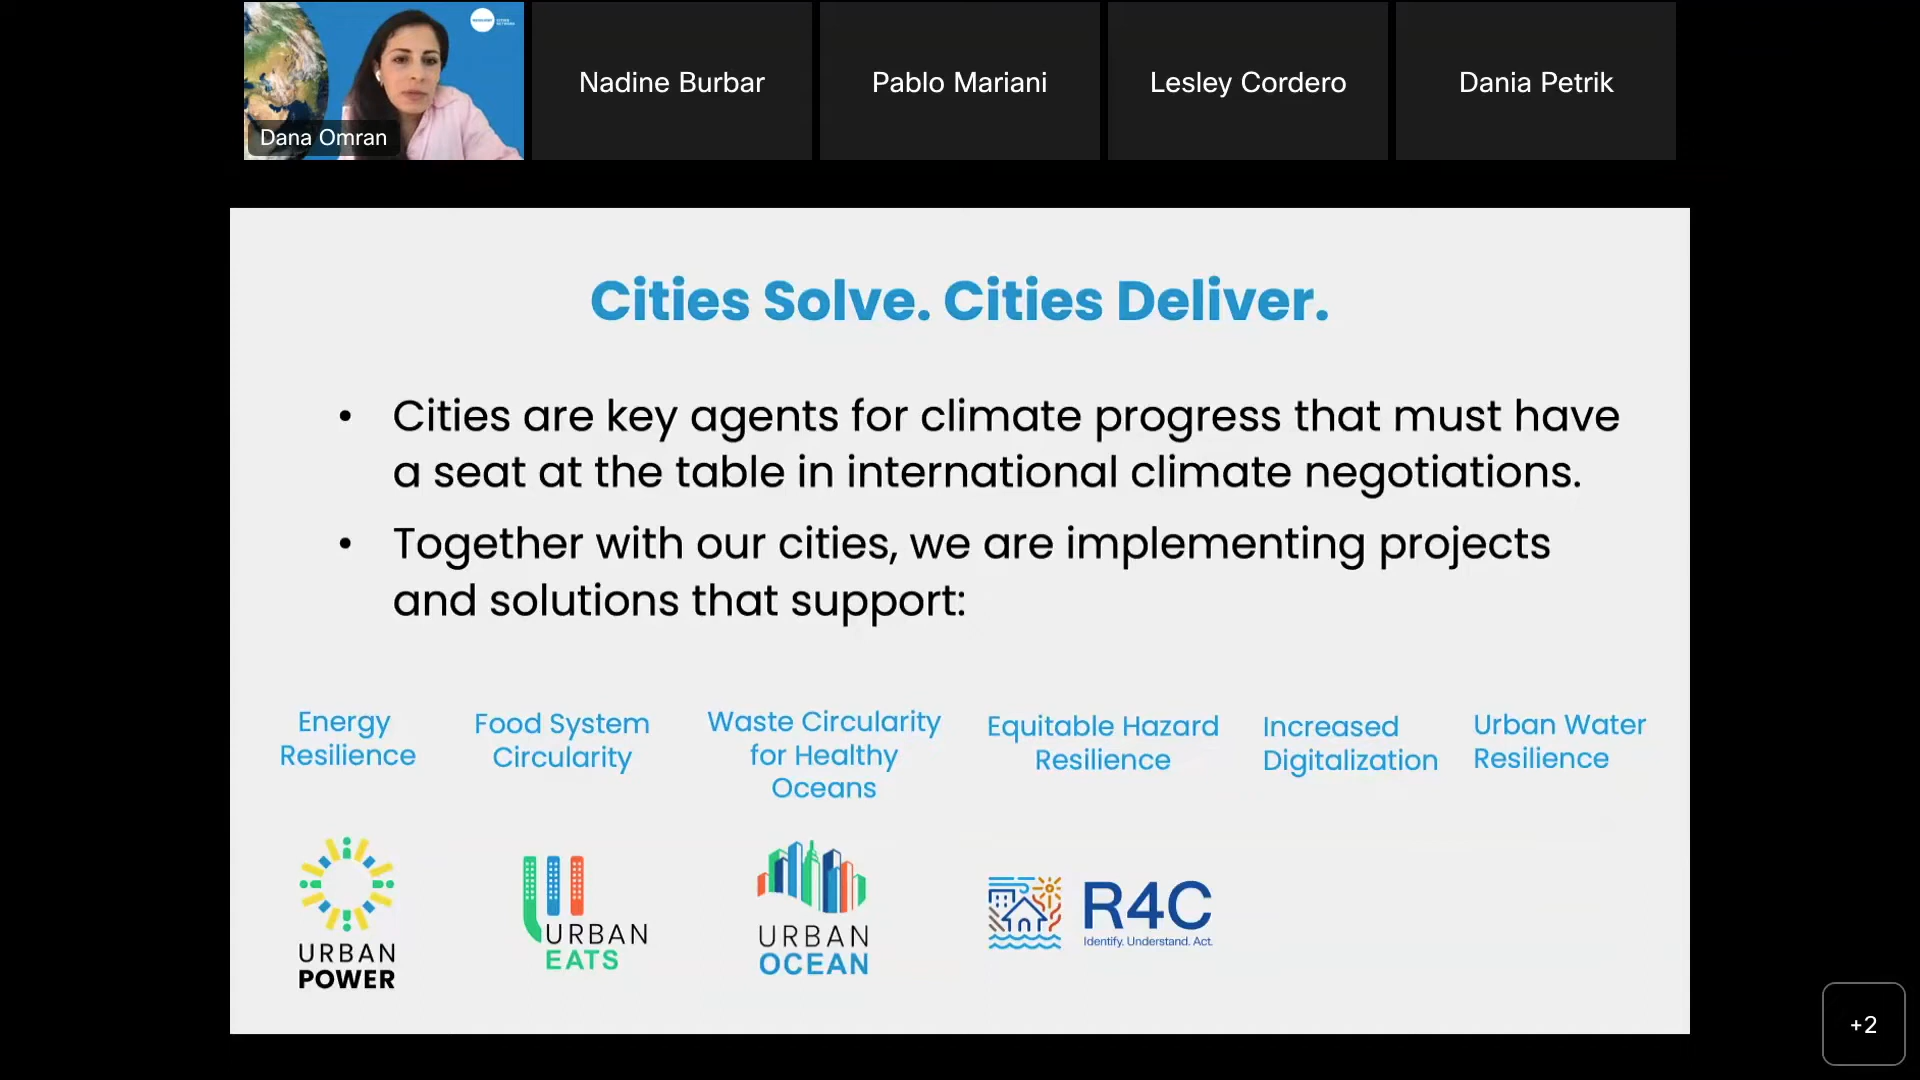 Dana Omran
Nadine Burbar
Pablo Mariani
Lesley Cordero
Dania Petrik
Cities Solve. Cities Deliver.
• Cities are key agents for climate progress that must have
a seat at the table in international climate negotiations.
• Together with our cities, we are implementing projects
and solutions that support:
Energy
Resilience
Food System
Circularity
Waste Circularity
for Healthy
Oceans
Equitable Hazard
Resilience
Increased
Digitalization
Urban Water
Resilience
URBAN
POWER
URBAN
EATS
URBAN
OCEAN
R4C
Identify. Understand. Act.
+2